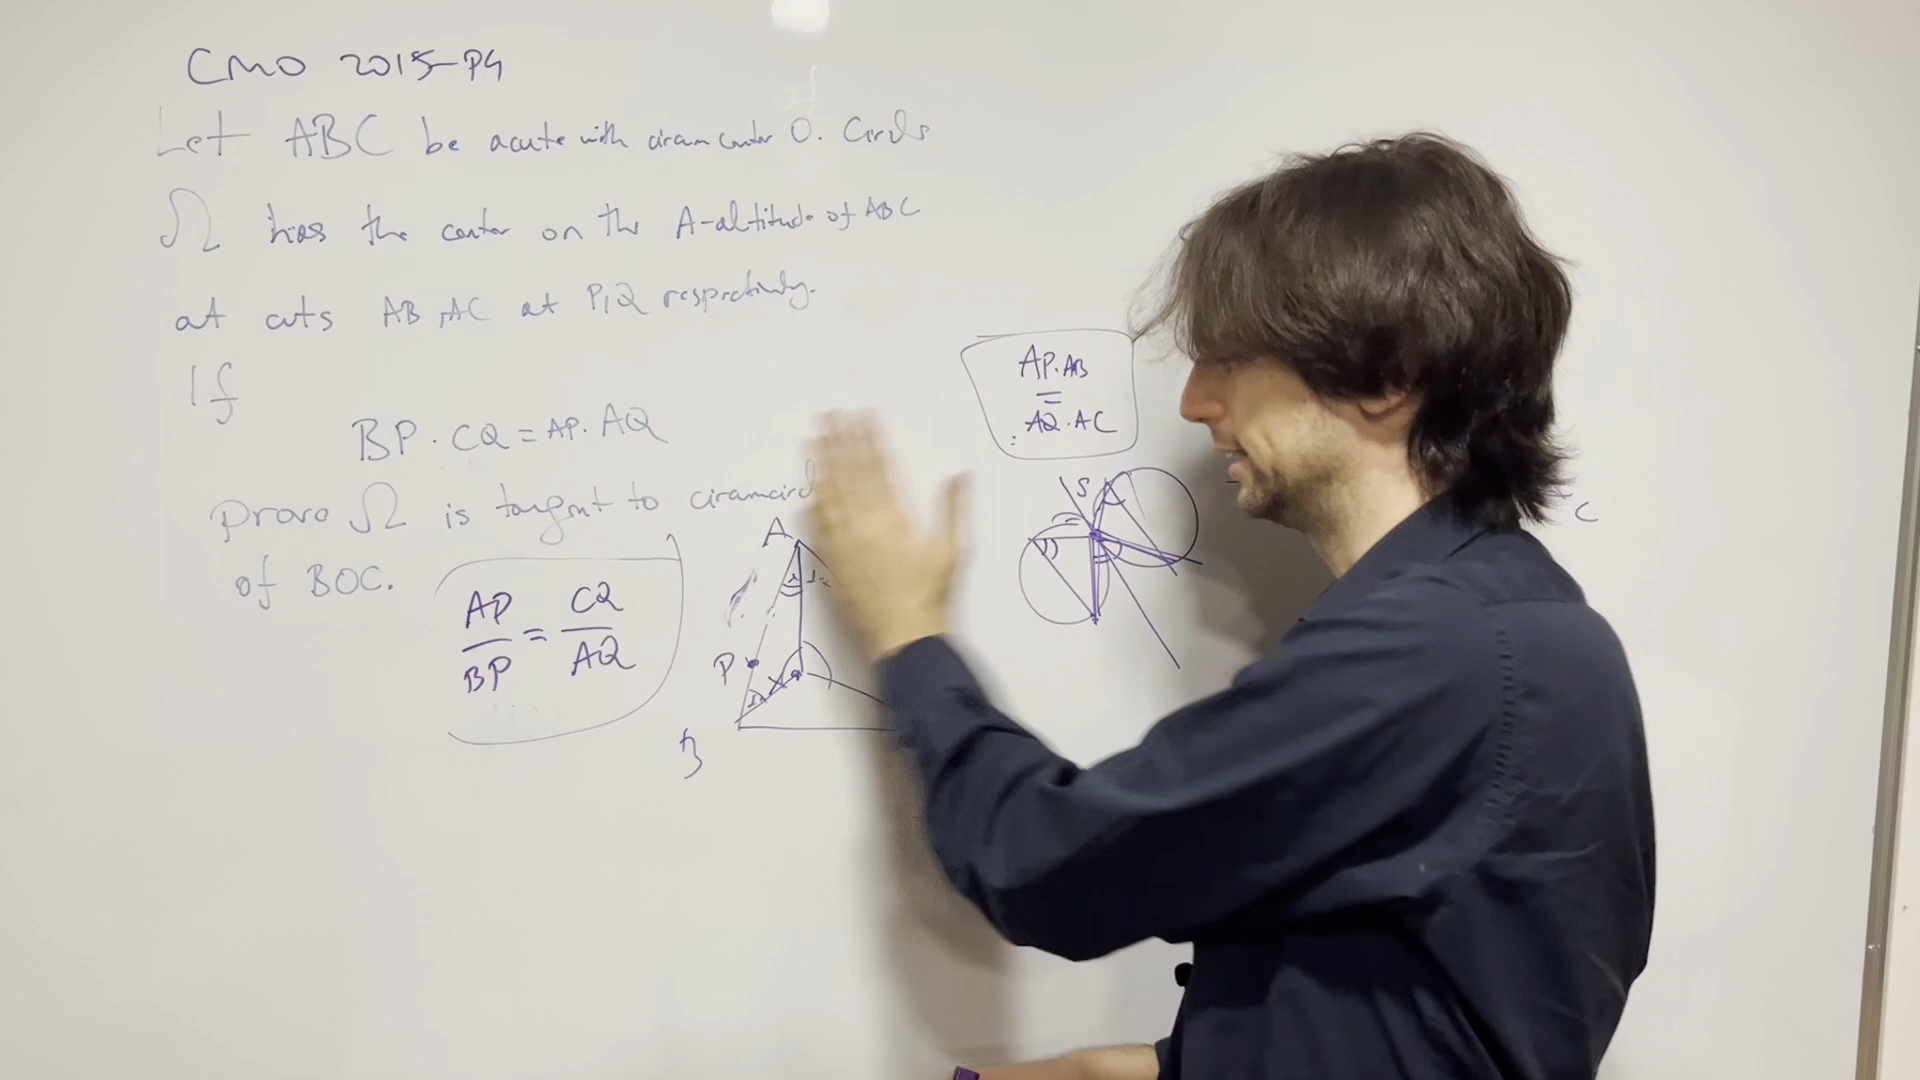 CMO 2015-P4
Let ABC be acute with circumcenter O. Circle
Ω has the center on the A-altitude of ABC
at cuts AB, AC at P, Q respectively.
If
BP · CQ = AP · AQ
prove Ω is tangent to
of BOC.
AP/BP = CQ/AQ
AP·AB
=
AQ·AC
A
P
B
S
C